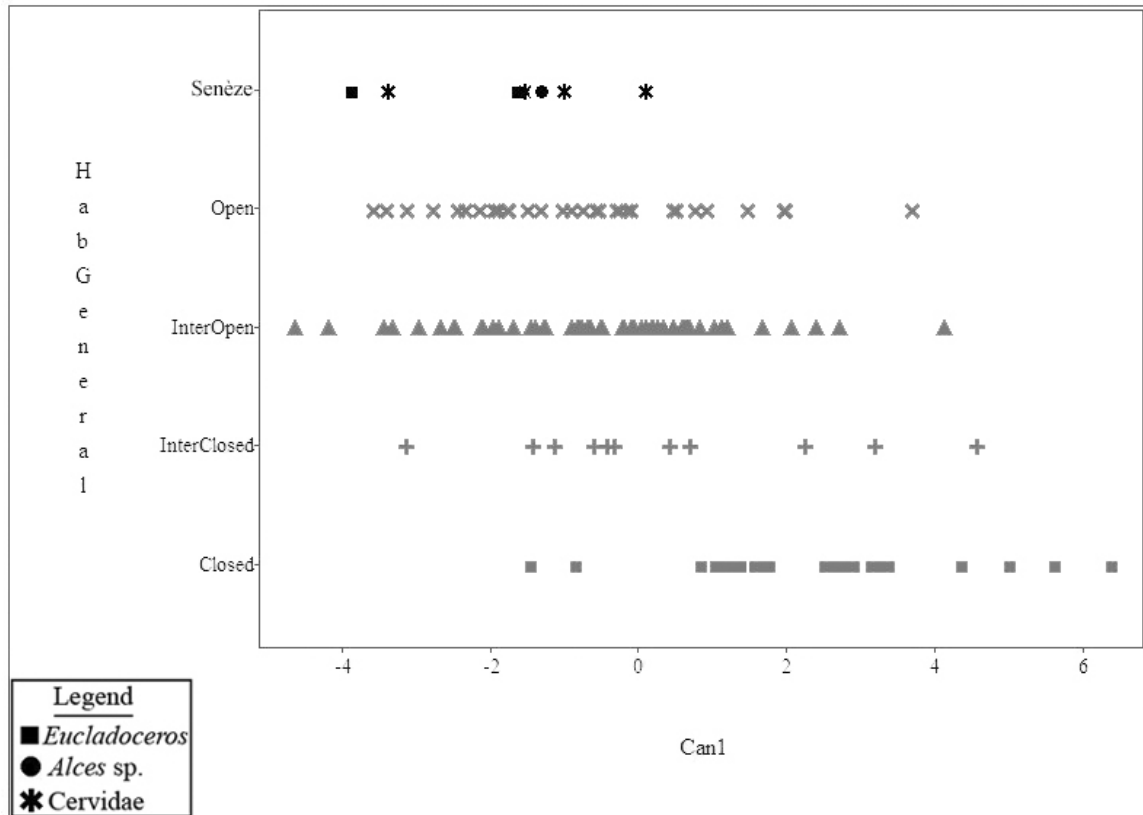 Senèze
Open
InterOpen
InterClosed
Closed
H
a
b
G
e
n
e
r
a
l
-4 -2 0 2 4 6
Can1
Legend
Eucladoceros
Alces sp.
Cervidae